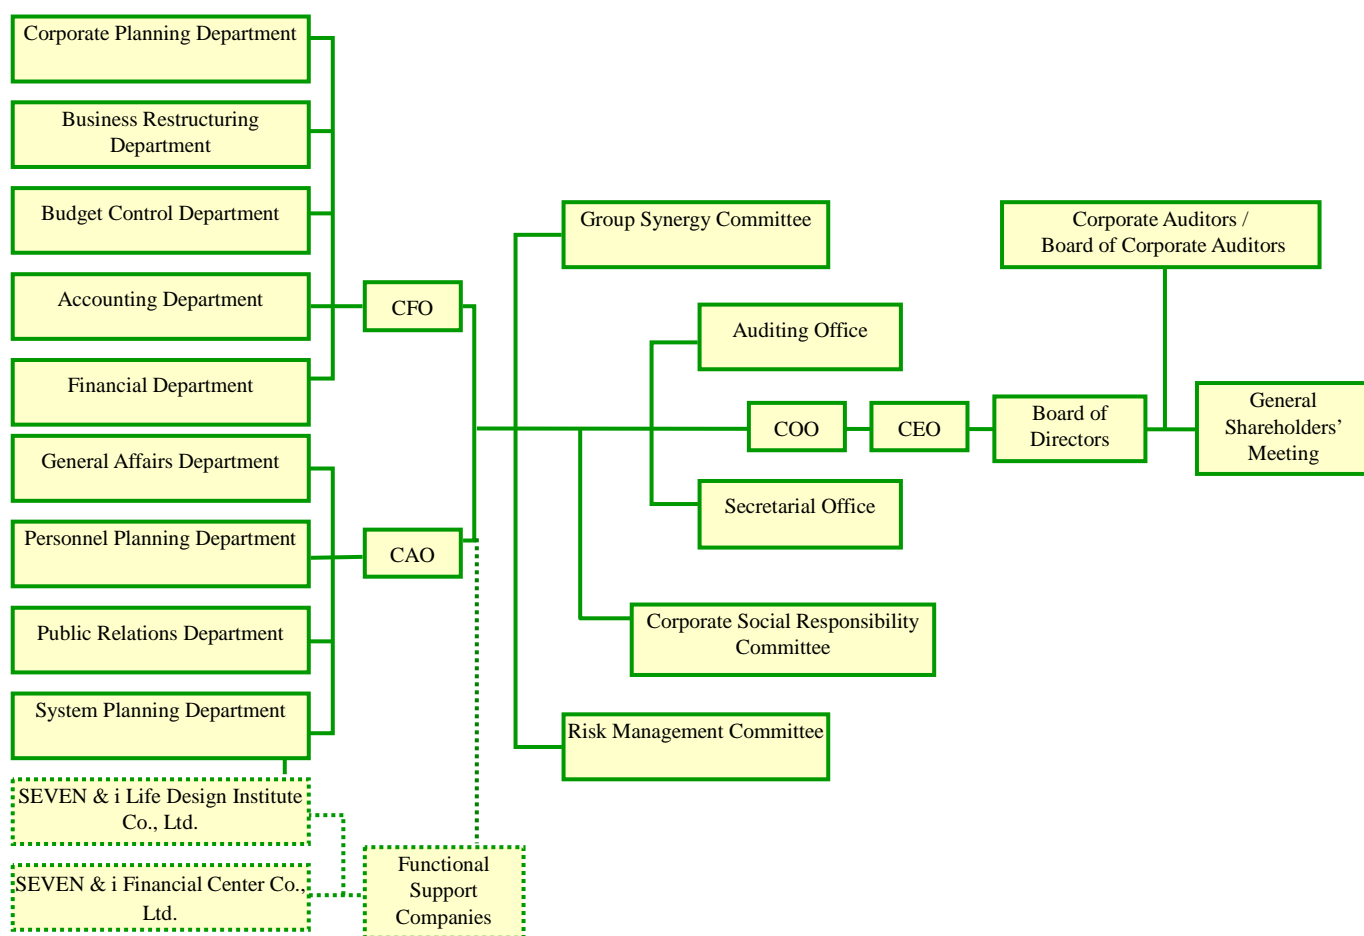 Corporate Planning Department
Business Restructuring
Department
Budget Control Department
Accounting Department
Financial Department
General Affairs Department
Personnel Planning Department
Public Relations Department
System Planning Department
SEVEN & i Life Design Institute
Co., Ltd.
SEVEN & i Financial Center Co.,
Ltd.
CFO
CAO
Functional
Support
Companies
Group Synergy Committee
Auditing Office
Secretarial Office
Corporate Social Responsibility
Committee
Risk Management Committee
COO
CEO
Board of
Directors
Corporate Auditors /
Board of Corporate Auditors
General
Shareholders’
Meeting